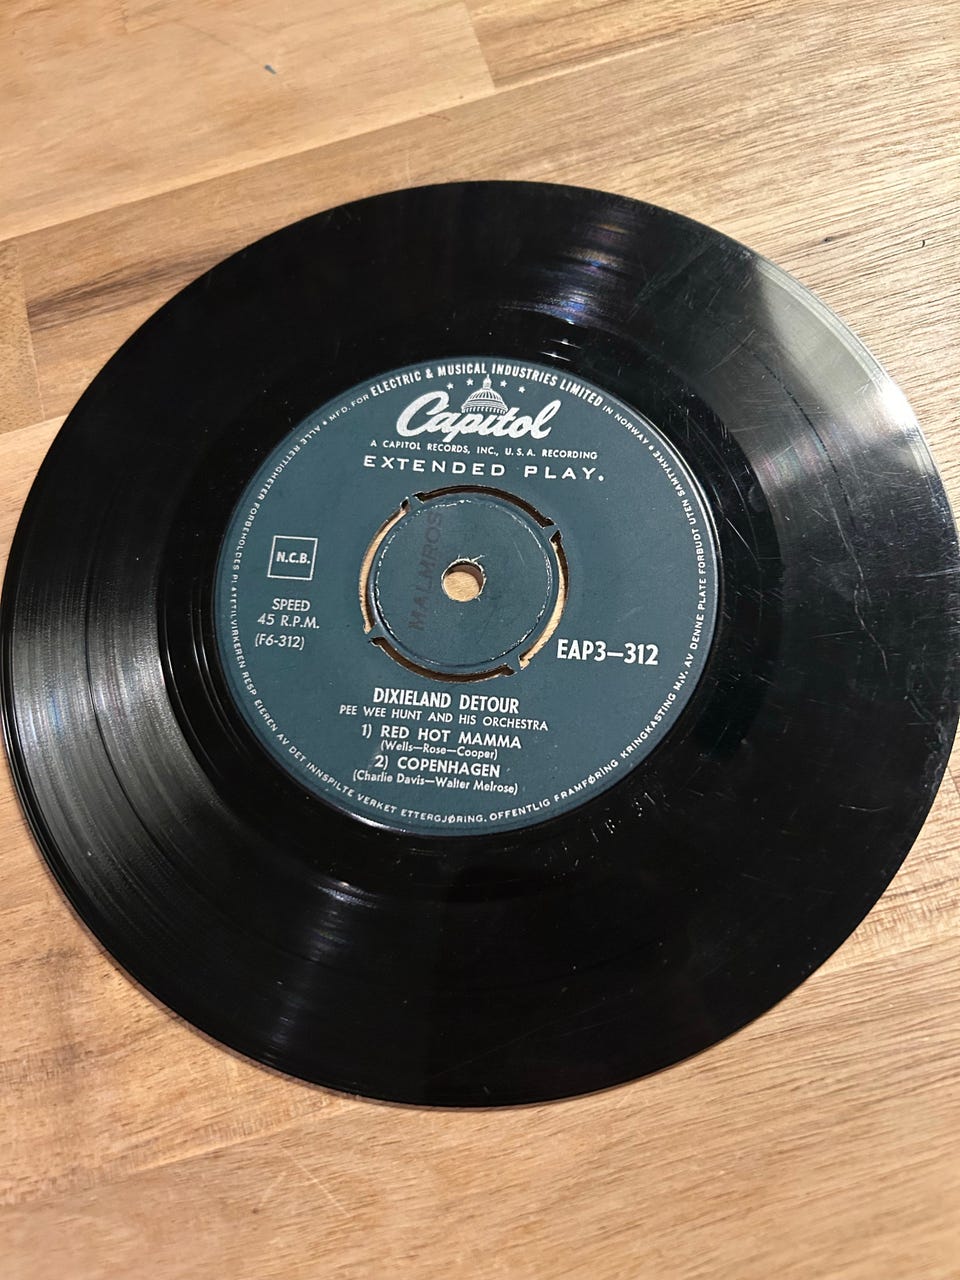 • MFD. FOR ELECTRIC & MUSICAL INDUSTRIES LIMITED IN NORWAY •
Capitol
A CAPITOL RECORDS, INC., U.S.A. RECORDING
EXTENDED PLAY.
N.C.B.
SPEED
45 R.P.M.
(F6-312)
MALMROS
EAP3–312
DIXIELAND DETOUR
PEE WEE HUNT AND HIS ORCHESTRA
1) RED HOT MAMMA
(Wells—Rose—Cooper)
2) COPENHAGEN
(Charlie Davis—Walter Melrose)
ALLE RETTIGHETER FORBEHOLDES PLATETILVIRKEREN RESP. EIEREN AV DET INNSPILTE VERKET ETTERGJØRING, OFFENTLIG FRAMFØRING KRINGKASTING M.V. AV DENNE PLATE FORBUDT UTEN SAMTYKKE